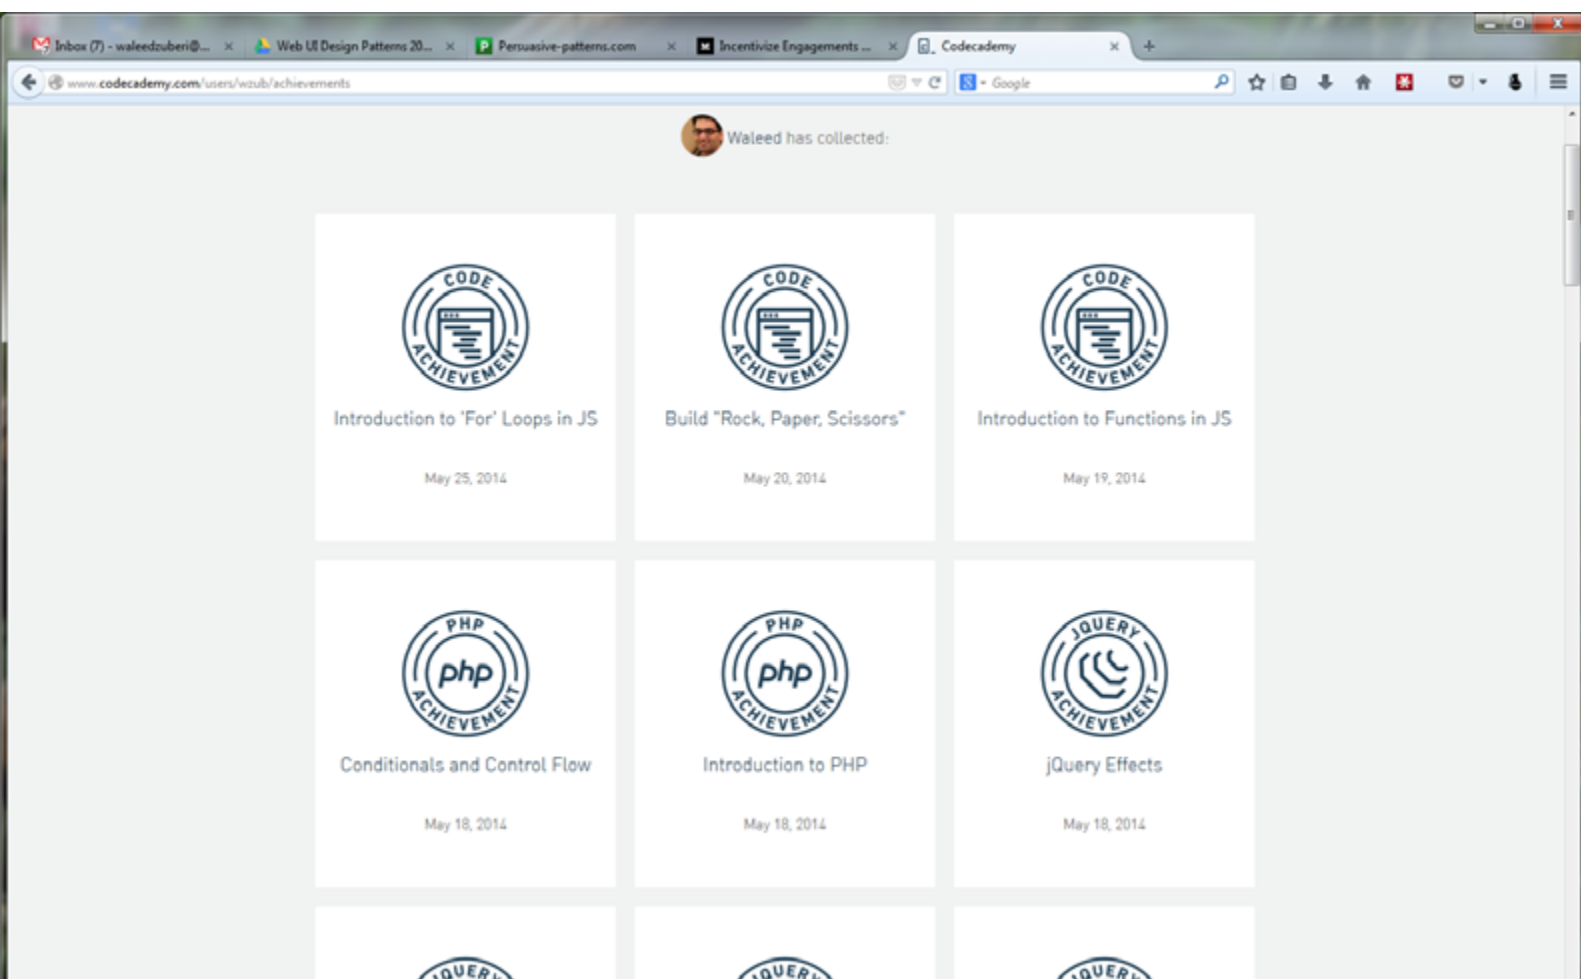 Inbox (7) - waleedzuberi@...
Web UI Design Patterns 20...
Persuasive-patterns.com
Incentivize Engagements ...
Codecademy
www.codecademy.com/users/wzub/achievements
Google
Waleed has collected:
CODE ACHIEVEMENT
CODE ACHIEVEMENT
CODE ACHIEVEMENT
Introduction to 'For' Loops in JS
Build "Rock, Paper, Scissors"
Introduction to Functions in JS
May 25, 2014
May 20, 2014
May 19, 2014
PHP php ACHIEVEMENT
PHP php ACHIEVEMENT
JQUERY ACHIEVEMENT
Conditionals and Control Flow
Introduction to PHP
jQuery Effects
May 18, 2014
May 18, 2014
May 18, 2014
JQUERY
JQUERY
JQUERY